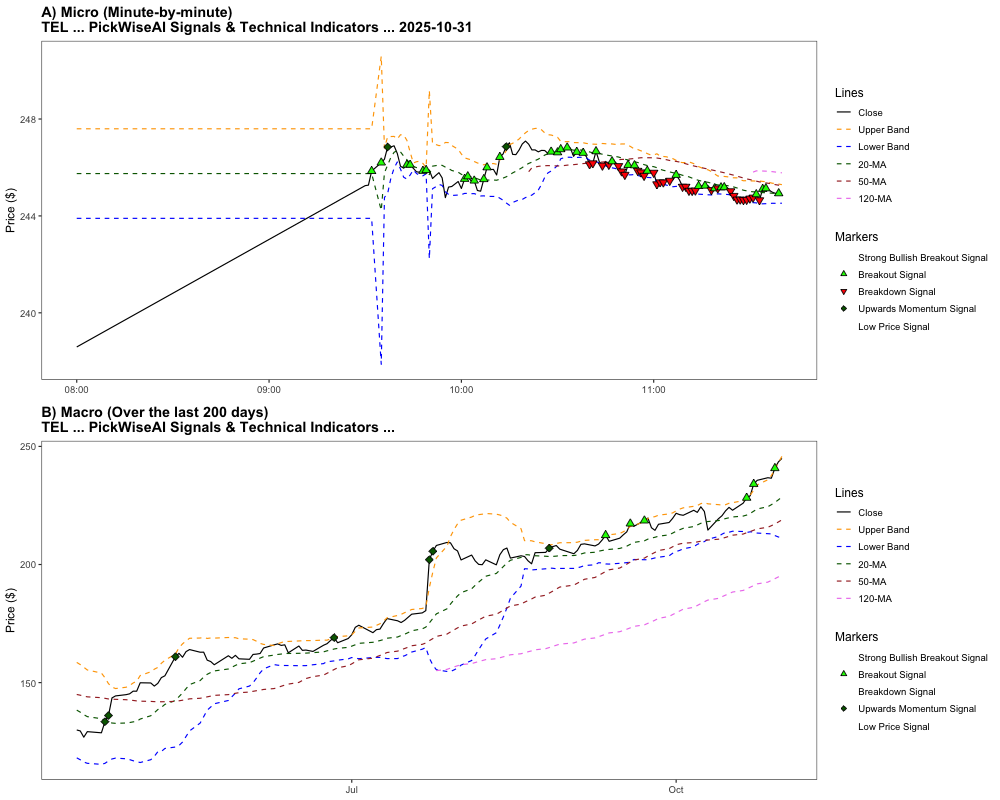 A) Micro (Minute-by-minute)
TEL ... PickWiseAI Signals & Technical Indicators ... 2025-10-31
Price ($)
248
244
240
08:00
09:00
10:00
11:00
Lines
Close
Upper Band
Lower Band
20-MA
50-MA
120-MA
Markers
Strong Bullish Breakout Signal
Breakout Signal
Breakdown Signal
Upwards Momentum Signal
Low Price Signal
B) Macro (Over the last 200 days)
TEL ... PickWiseAI Signals & Technical Indicators ...
Price ($)
250
200
150
Jul
Oct
Lines
Close
Upper Band
Lower Band
20-MA
50-MA
120-MA
Markers
Strong Bullish Breakout Signal
Breakout Signal
Breakdown Signal
Upwards Momentum Signal
Low Price Signal